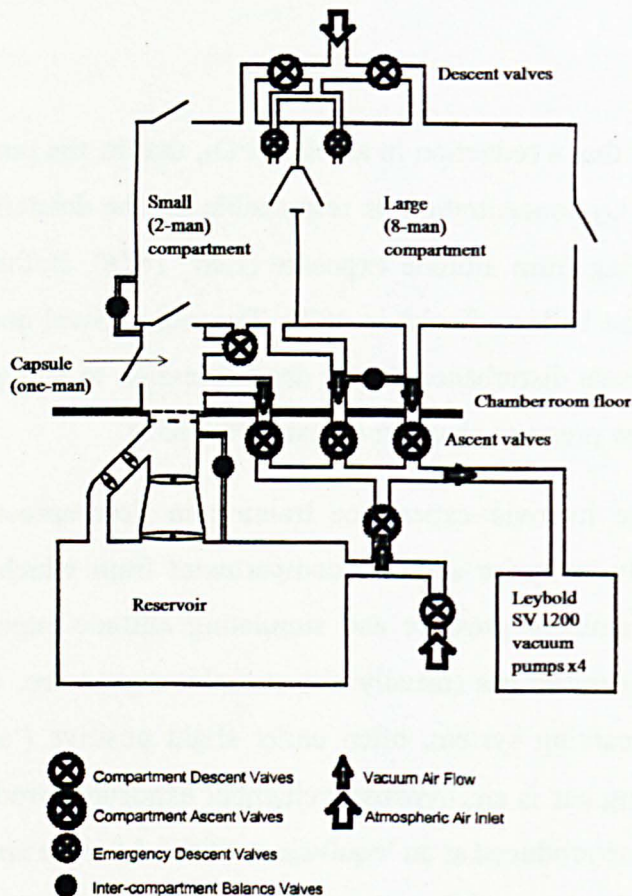 Descent valves
Small
(2-man)
compartment
Large
(8-man)
compartment
Capsule
(one-man)
Chamber room floor
Ascent valves
Reservoir
Leybold
SV1200
vacuum
pumps x4
Compartment Descent Valves
Vacuum Air Flow
Compartment Ascent Valves
Atmospheric Air Inlet
Emergency Descent Valves
Inter-compartment Balance Valves